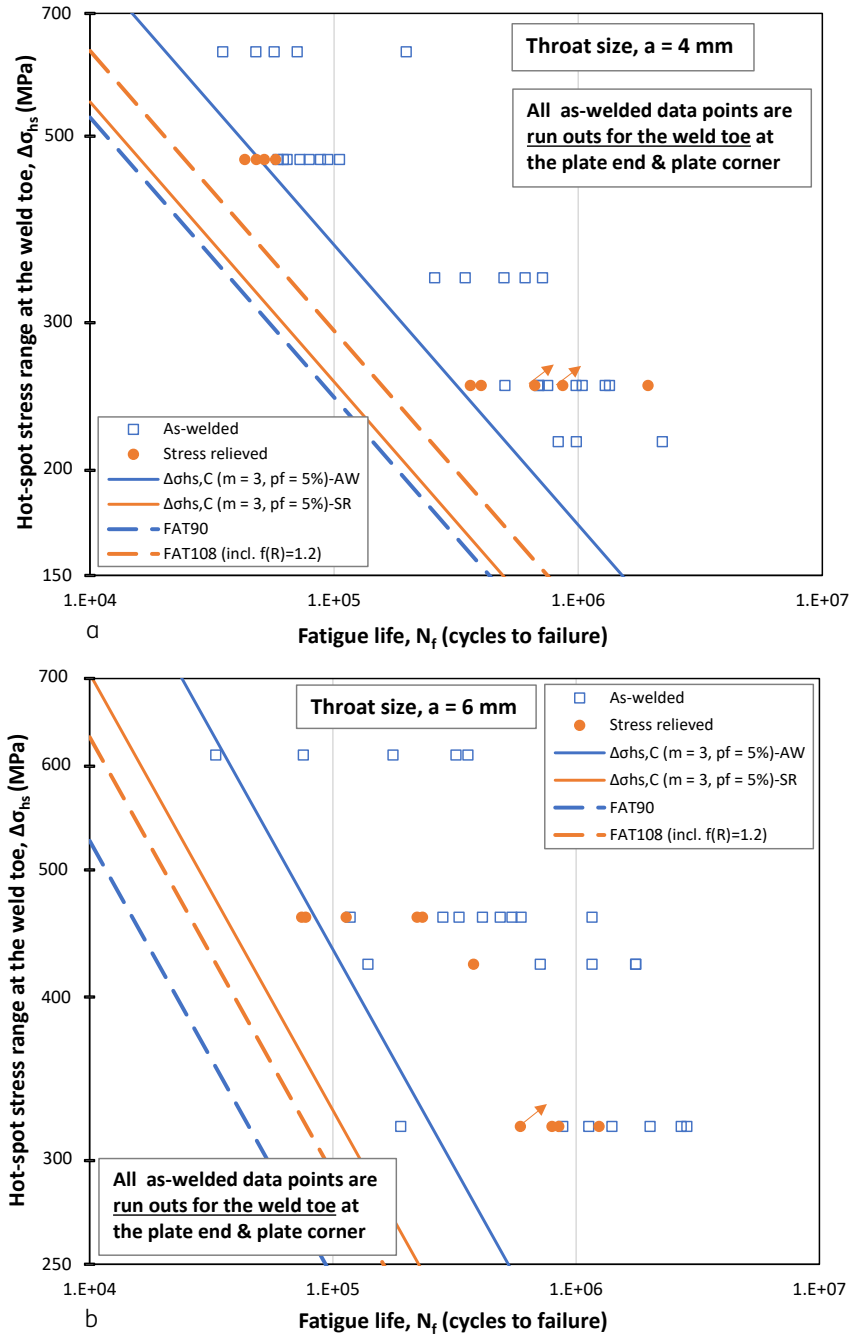 700
500
300
200
150
Hot-spot stress range at the weld toe, Δσhs (MPa)
Throat size, a = 4 mm
All as-welded data points are
run outs for the weld toe at
the plate end & plate corner
As-welded
Stress relieved
Δσhs,C (m = 3, pf = 5%)-AW
Δσhs,C (m = 3, pf = 5%)-SR
FAT90
FAT108 (incl. f(R)=1.2)
1.E+04 1.E+05 1.E+06 1.E+07
a
Fatigue life, Nf (cycles to failure)
700
600
500
400
300
250
Hot-spot stress range at the weld toe, Δσhs (MPa)
Throat size, a = 6 mm
As-welded
Stress relieved
Δσhs,C (m = 3, pf = 5%)-AW
Δσhs,C (m = 3, pf = 5%)-SR
FAT90
FAT108 (incl. f(R)=1.2)
All as-welded data points are
run outs for the weld toe at
the plate end & plate corner
1.E+04 1.E+05 1.E+06 1.E+07
b
Fatigue life, Nf (cycles to failure)